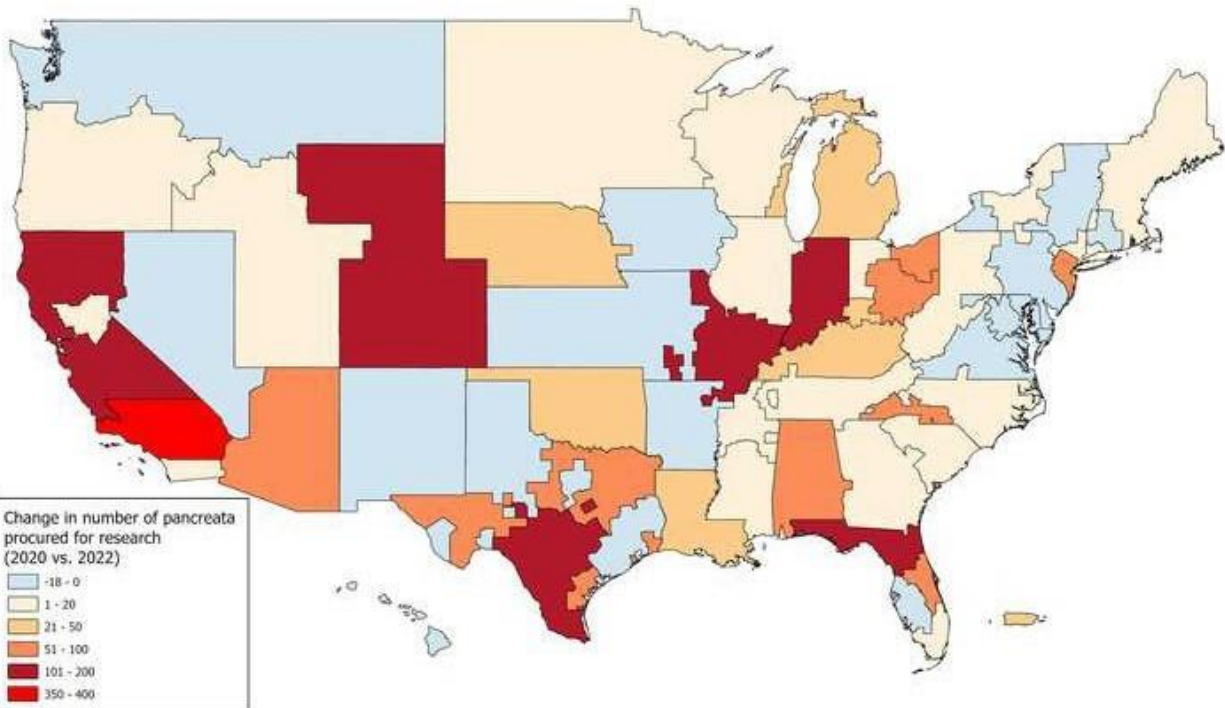 Change in number of pancreata
procured for research
(2020 vs. 2022)
-18 - 0
1 - 20
21 - 50
51 - 100
101 - 200
350 - 400